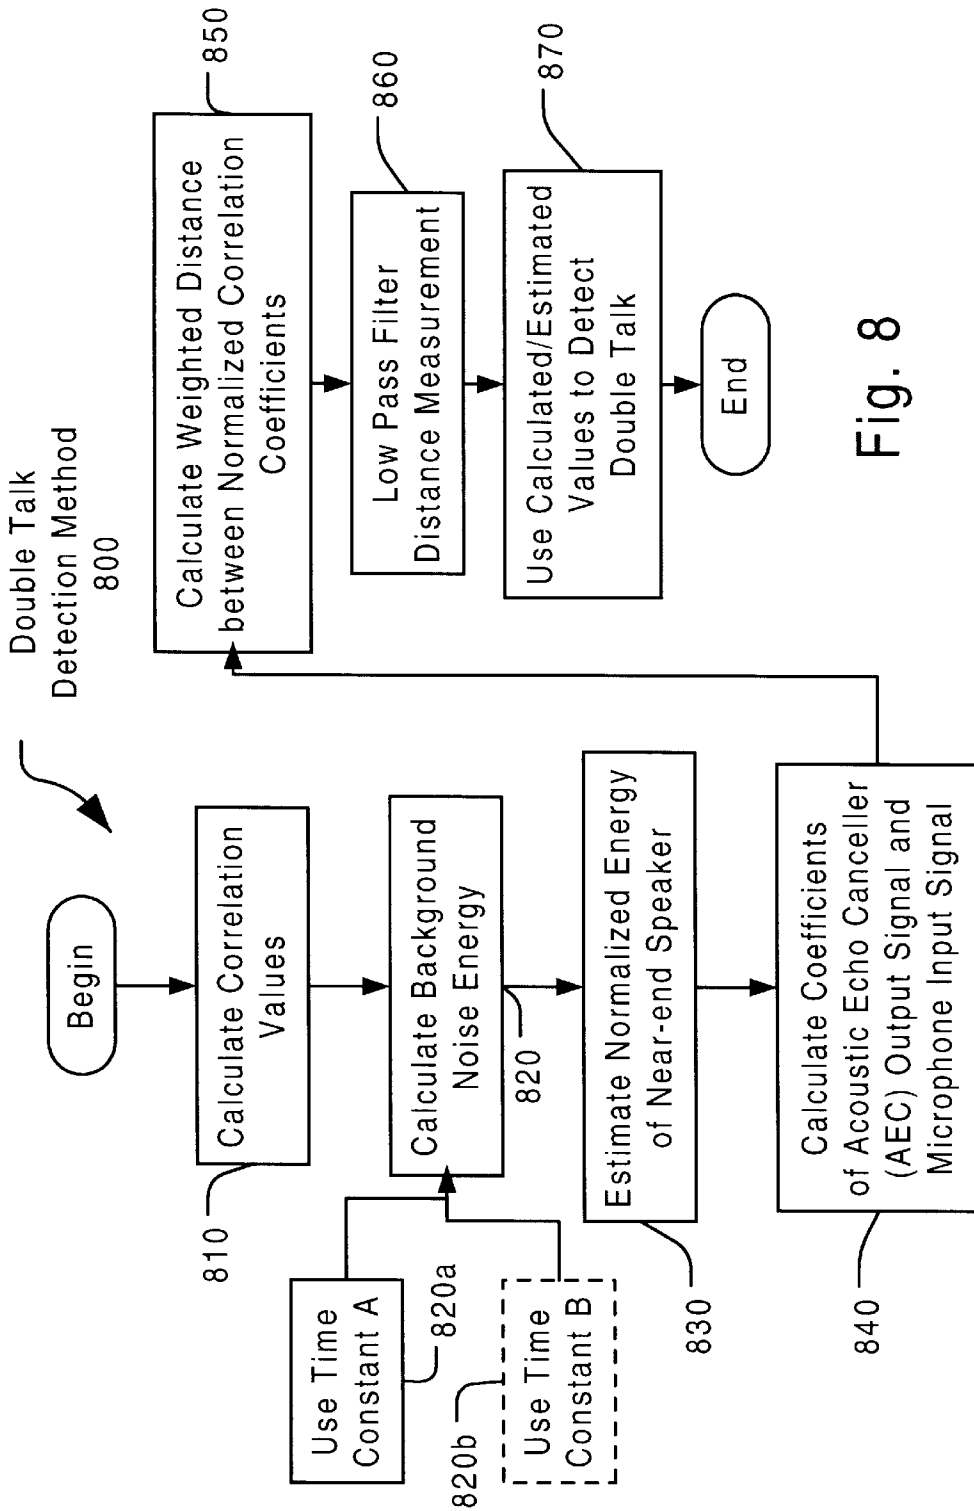 Double Talk
Detection Method
800
Begin
Calculate Correlation
Values
810
Use Time
Constant A
820a
Use Time
Constant B
820b
Calculate Background
Noise Energy
820
Estimate Normalized Energy
of Near-end Speaker
830
Calculate Coefficients
of Acoustic Echo Canceller
(AEC) Output Signal and
Microphone Input Signal
840
Calculate Weighted Distance
between Normalized Correlation
Coefficients
850
Low Pass Filter
Distance Measurement
860
Use Calculated/Estimated
Values to Detect
Double Talk
870
End
Fig. 8